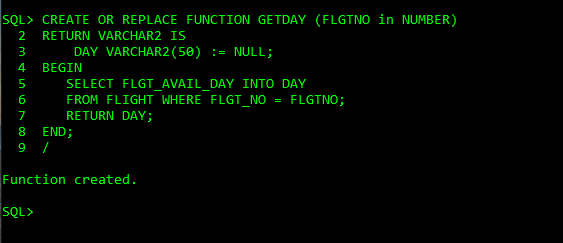 SQL> CREATE OR REPLACE FUNCTION GETDAY (FLGTNO in NUMBER)
  2  RETURN VARCHAR2 IS
  3      DAY VARCHAR2(50) := NULL;
  4  BEGIN
  5     SELECT FLGT_AVAIL_DAY INTO DAY
  6     FROM FLIGHT WHERE FLGT_NO = FLGTNO;
  7     RETURN DAY;
  8  END;
  9  /
Function created.
SQL>